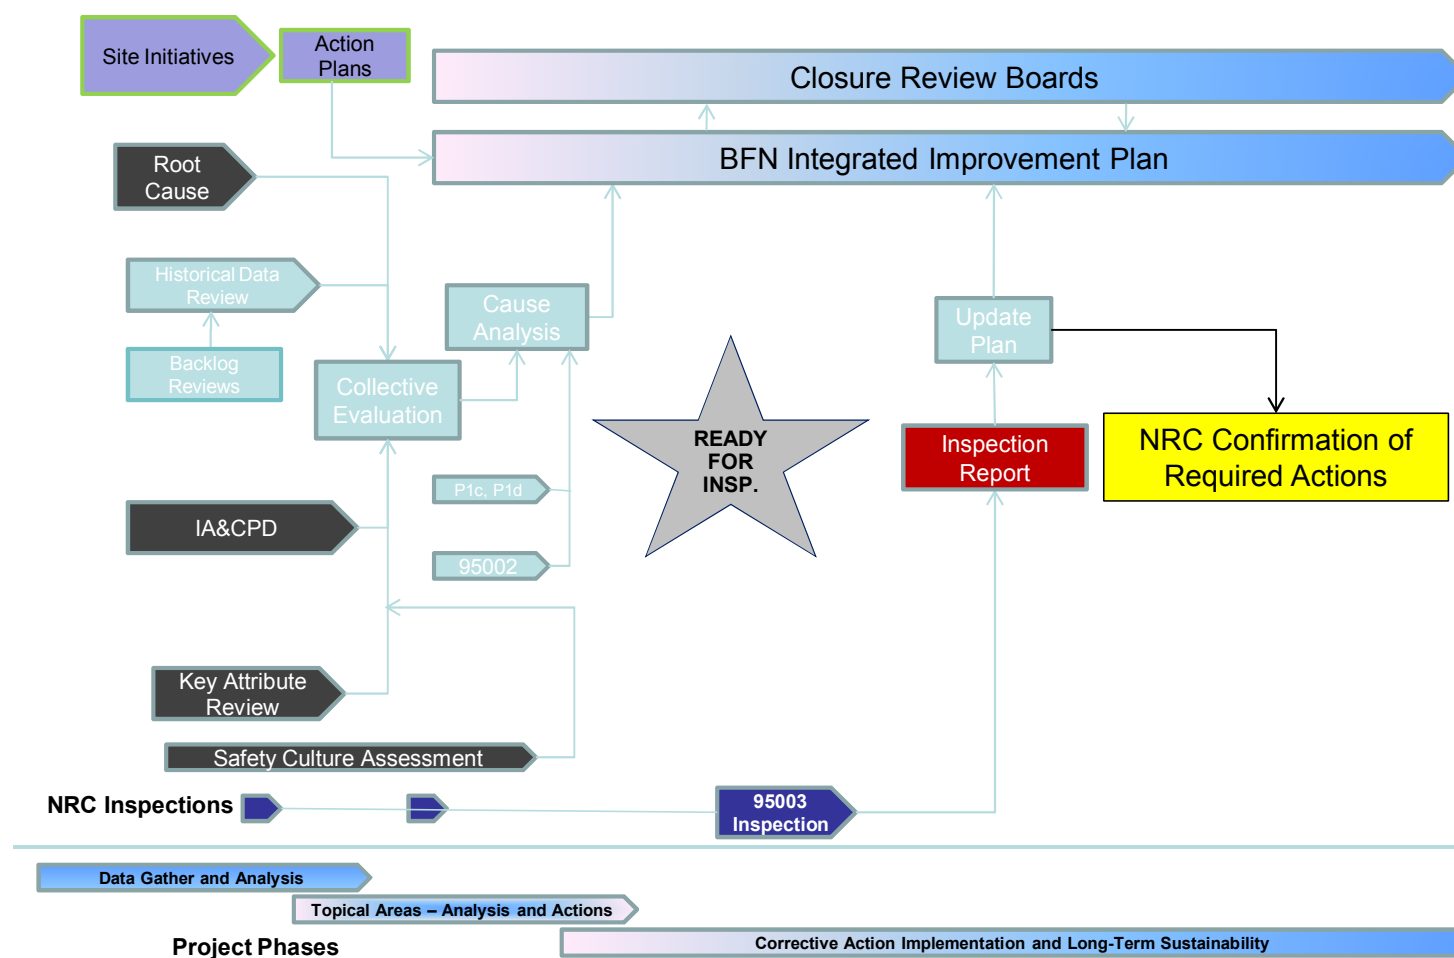 Site Initiatives
Action
Plans
Closure Review Boards
BFN Integrated Improvement Plan
Root
Cause
Historical Data
Review
Backlog
Reviews
Cause
Analysis
Collective
Evaluation
Update
Plan
READY
FOR
INSP.
Inspection
Report
NRC Confirmation of
Required Actions
P1c, P1d
IA&CPD
95002
Key Attribute
Review
Safety Culture Assessment
NRC Inspections
95003
Inspection
Data Gather and Analysis
Topical Areas – Analysis and Actions
Project Phases
Corrective Action Implementation and Long-Term Sustainability